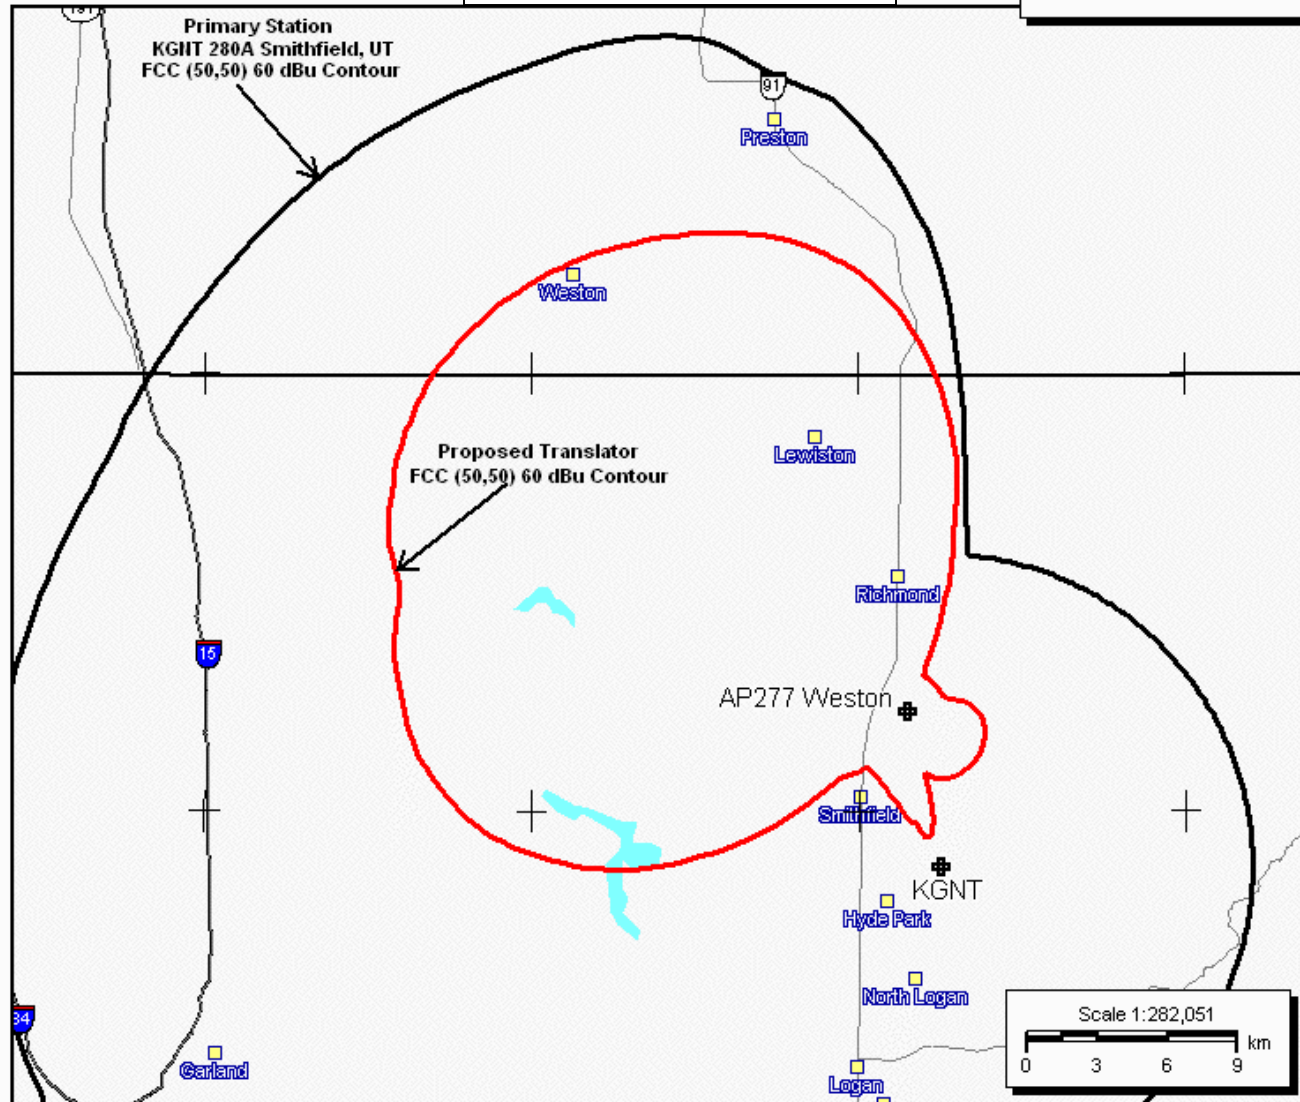 191
Primary Station
KGNT 280A Smithfield, UT
FCC (50,50) 60 dBu Contour
91
Preston
Weston
Proposed Translator
FCC (50,50) 60 dBu Contour
Lewiston
Richmond
15
AP277 Weston
Smithfield
KGNT
Hyde Park
North Logan
84
Garland
Logan
Scale 1:282,051
km
0 3 6 9